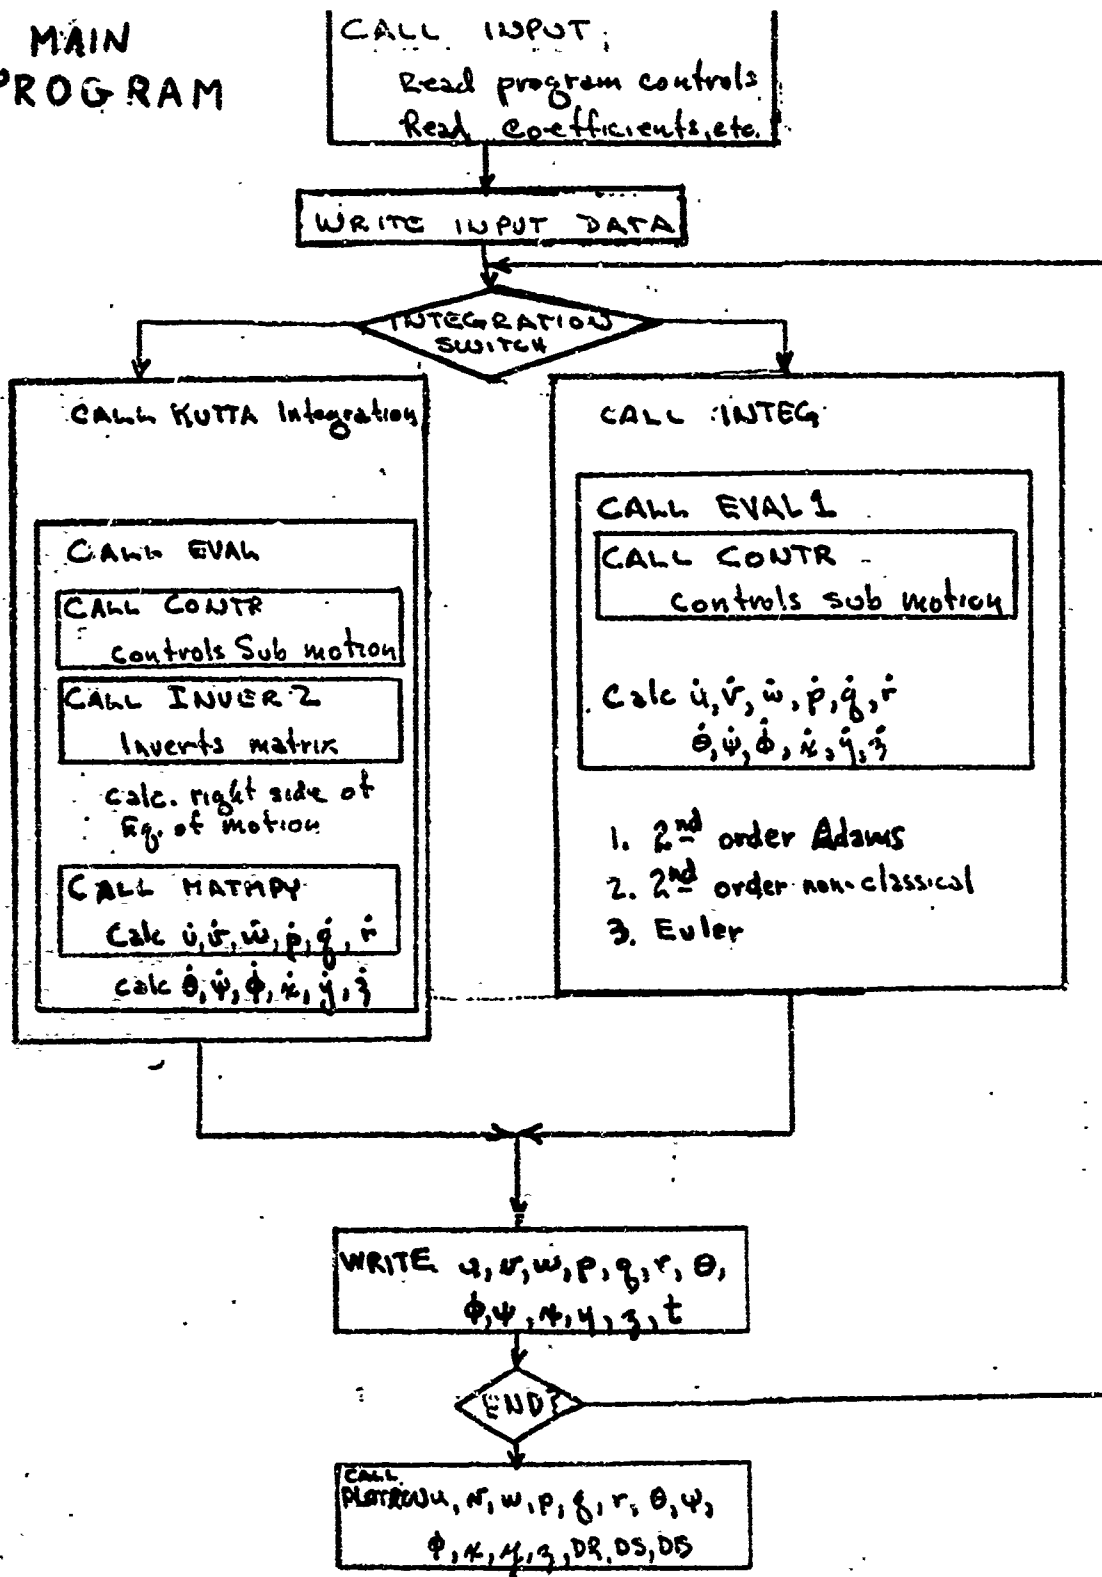 MAIN
PROGRAM
CALL INPUT
Read program controls
Read Coefficients, etc.
WRITE INPUT DATA
INTEGRATION
SWITCH
CALL KUTTA Integration
CALL EVAL
CALL CONTR
controls Sub motion
CALL INVER2
Inverts matrix
calc. right side of
Eq. of motion
CALL MATMPY
Calc u̇, v̇, ẇ, ṗ, q̇, ṙ
calc θ̇, ψ̇, ϕ̇, ẋ, ẏ, ż
CALL INTEG
CALL EVAL1
CALL CONTR
controls sub motion
Calc u̇, v̇, ẇ, ṗ, q̇, ṙ
θ̇, ψ̇, ϕ̇, ẋ, ẏ, ż
1. 2nd order Adams
2. 2nd order non-classical
3. Euler
WRITE u, v, w, p, q, r, θ,
ϕ, ψ, x, y, z, t
END?
CALL
u, v, w, p, q, r, θ, ψ,
ϕ, x, y, z, DR, DS, DB